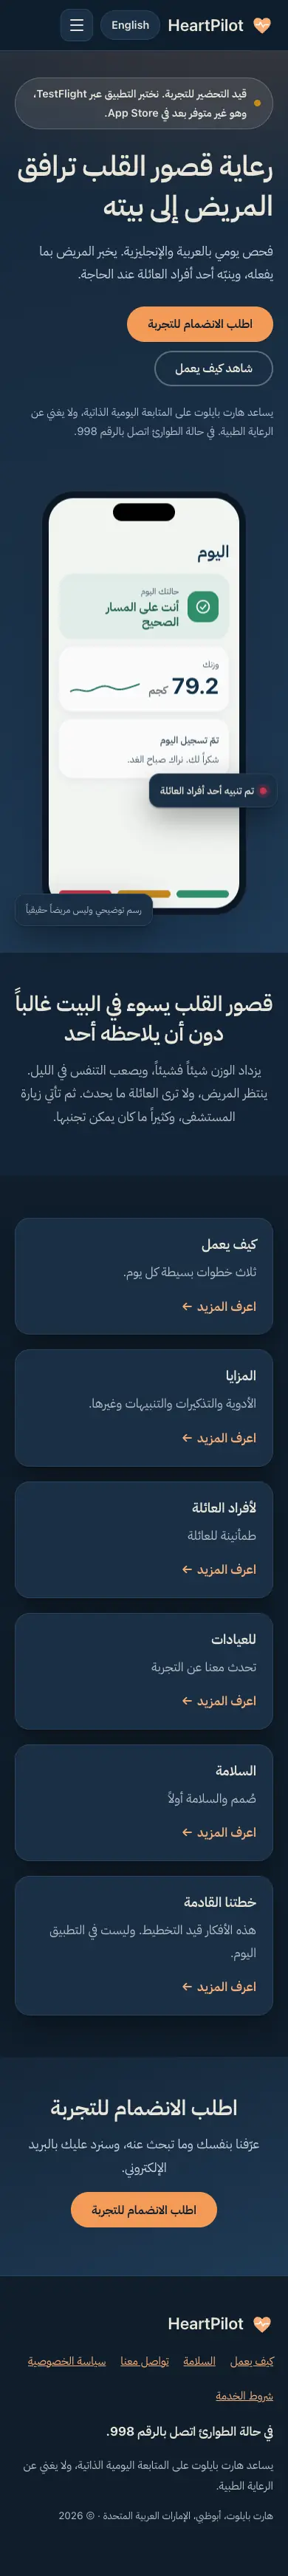 HeartPilot
English
قيد التحضير للتجربة. نختبر التطبيق عبر TestFlight،
وهو غير متوفر بعد في App Store.
رعاية قصور القلب ترافق
المريض إلى بيته
فحص يومي بالعربية والإنجليزية. يخبر المريض بما
يفعله، وينبّه أحد أفراد العائلة عند الحاجة.
اطلب الانضمام للتجربة
شاهد كيف يعمل
يساعد هارت بايلوت على المتابعة اليومية الذاتية، ولا يغني عن
الرعاية الطبية. في حالة الطوارئ اتصل بالرقم 998.
اليوم
حالتك اليوم
أنت على المسار
الصحيح
وزنك
79.2 كجم
تمّ تسجيل اليوم
شكراً لك. نراك صباح الغد.
تم تنبيه أحد أفراد العائلة
رسم توضيحي وليس مريضاً حقيقياً
قصور القلب يسوء في البيت غالباً
دون أن يلاحظه أحد
يزداد الوزن شيئاً فشيئاً، ويصعب التنفس في الليل.
ينتظر المريض، ولا ترى العائلة ما يحدث. ثم تأتي زيارة
المستشفى، وكثيراً ما كان يمكن تجنبها.
كيف يعمل
ثلاث خطوات بسيطة كل يوم.
اعرف المزيد ←
المزايا
الأدوية والتذكيرات والتنبيهات وغيرها.
اعرف المزيد ←
لأفراد العائلة
طمأنينة للعائلة
اعرف المزيد ←
للعيادات
تحدث معنا عن التجربة
اعرف المزيد ←
السلامة
صُمم والسلامة أولاً
اعرف المزيد ←
خطتنا القادمة
هذه الأفكار قيد التخطيط. وليست في التطبيق
اليوم.
اعرف المزيد ←
اطلب الانضمام للتجربة
عرّفنا بنفسك وما تبحث عنه، وسنرد عليك بالبريد
الإلكتروني.
اطلب الانضمام للتجربة
HeartPilot
كيف يعمل السلامة تواصل معنا سياسة الخصوصية
شروط الخدمة
في حالة الطوارئ اتصل بالرقم 998.
يساعد هارت بايلوت على المتابعة اليومية الذاتية، ولا يغني عن
الرعاية الطبية.
هارت بايلوت، أبوظبي، الإمارات العربية المتحدة · © 2026